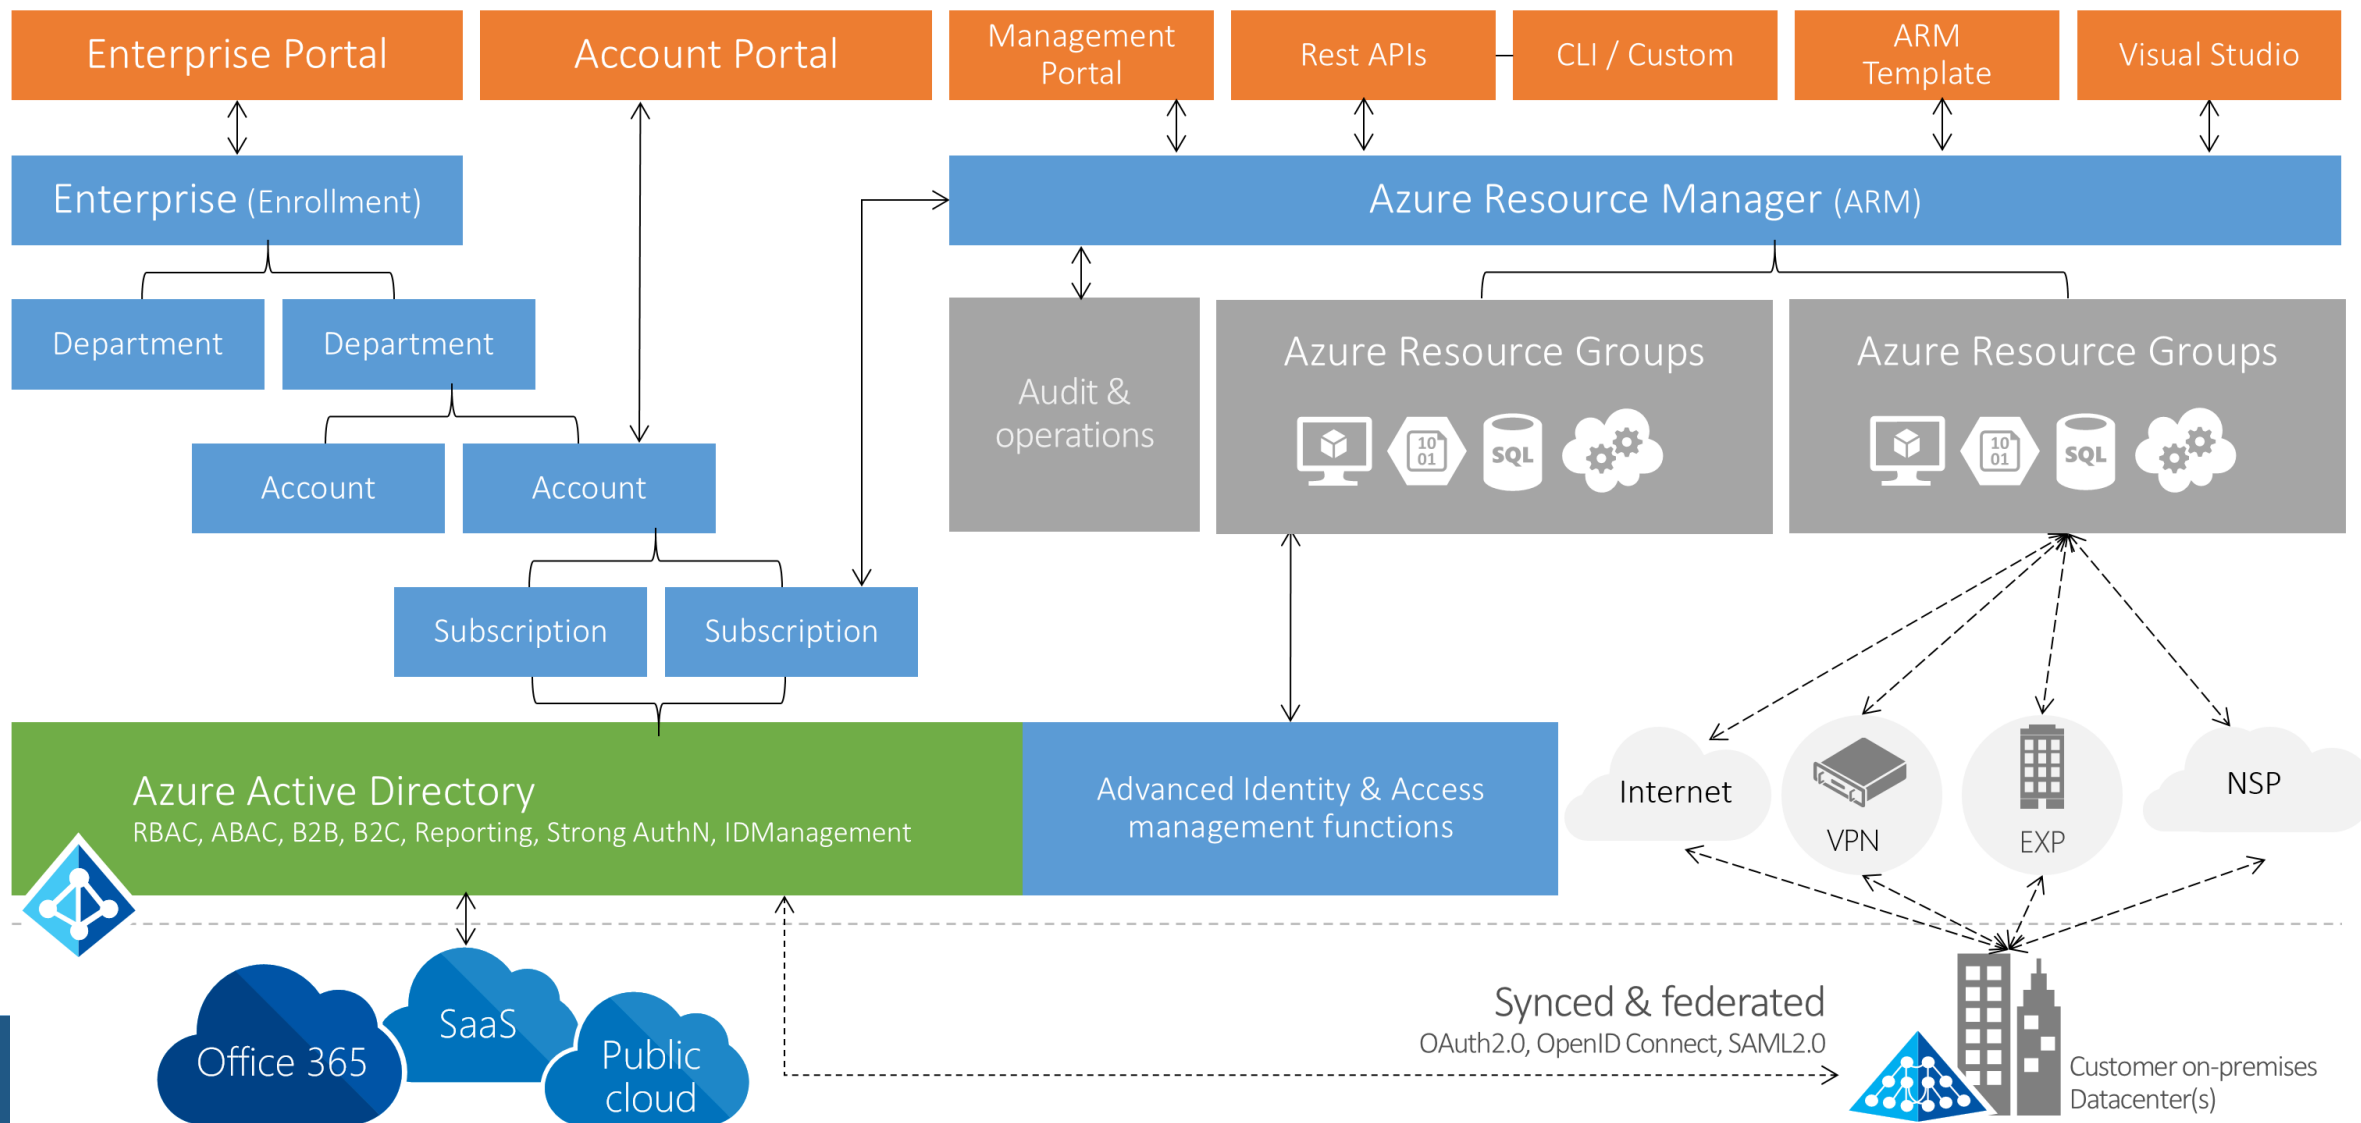 Enterprise Portal
Account Portal
Management
Portal
Rest APIs
CLI / Custom
ARM
Template
Visual Studio
Enterprise (Enrollment)
Azure Resource Manager (ARM)
Department
Department
Audit &
operations
Azure Resource Groups
10
01
SQL
Azure Resource Groups
10
01
SQL
Account
Account
Subscription
Subscription
Azure Active Directory
RBAC, ABAC, B2B, B2C, Reporting, Strong AuthN, IDManagement
Advanced Identity & Access
management functions
Internet
VPN
EXP
NSP
Office 365
SaaS
Public
cloud
Synced & federated
OAuth2.0, OpenID Connect, SAML2.0
Customer on-premises
Datacenter(s)